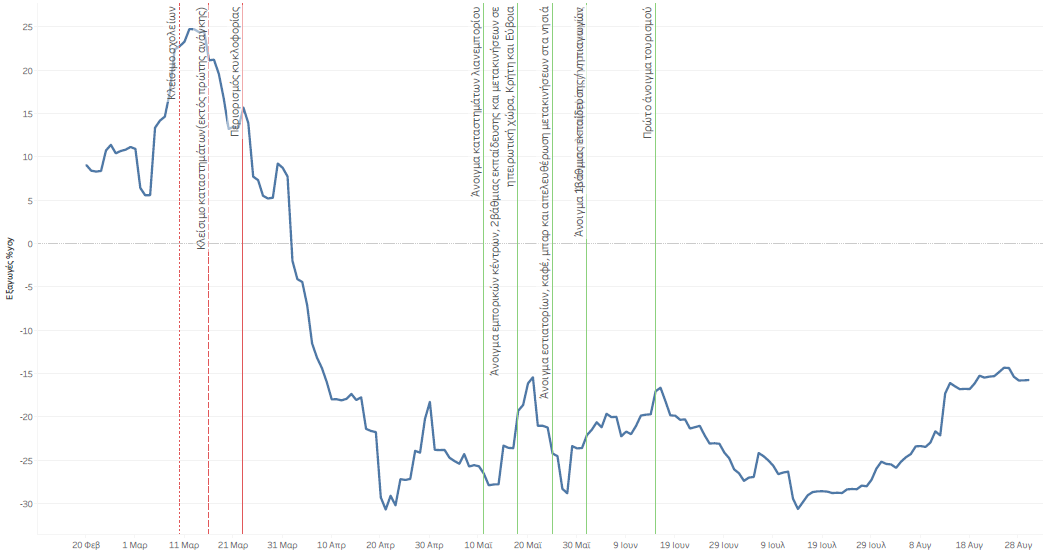 Κλείσιμο σχολείων
Κλείσιμο καταστημάτων (εκτός πρώτης ανάγκης)
Περιορισμός κυκλοφορίας
Άνοιγμα καταστημάτων λιανεμπορίου
Άνοιγμα εμπορικών κέντρων, 2βάθμιας εκπαίδευσης και μετακινήσεων σε
ηπειρωτική χώρα, Κρήτη και Εύβοια
Άνοιγμα εστιατορίων, καφέ, μπαρ και απελευθέρωση μετακινήσεων στα νησιά
Άνοιγμα 1βάθμιας εκπαίδευσης / νηπιαγωγών
Πρώτο άνοιγμα τουρισμού
Εξαγωγές %yoy
25
20
15
10
5
0
-5
-10
-15
-20
-25
-30
20 Φεβ 1 Μαρ 11 Μαρ 21 Μαρ 31 Μαρ 10 Απρ 20 Απρ 30 Απρ 10 Μαϊ 20 Μαϊ 30 Μαϊ 9 Ιουν 19 Ιουν 29 Ιουν 9 Ιουλ 19 Ιουλ 29 Ιουλ 8 Αυγ 18 Αυγ 28 Αυγ